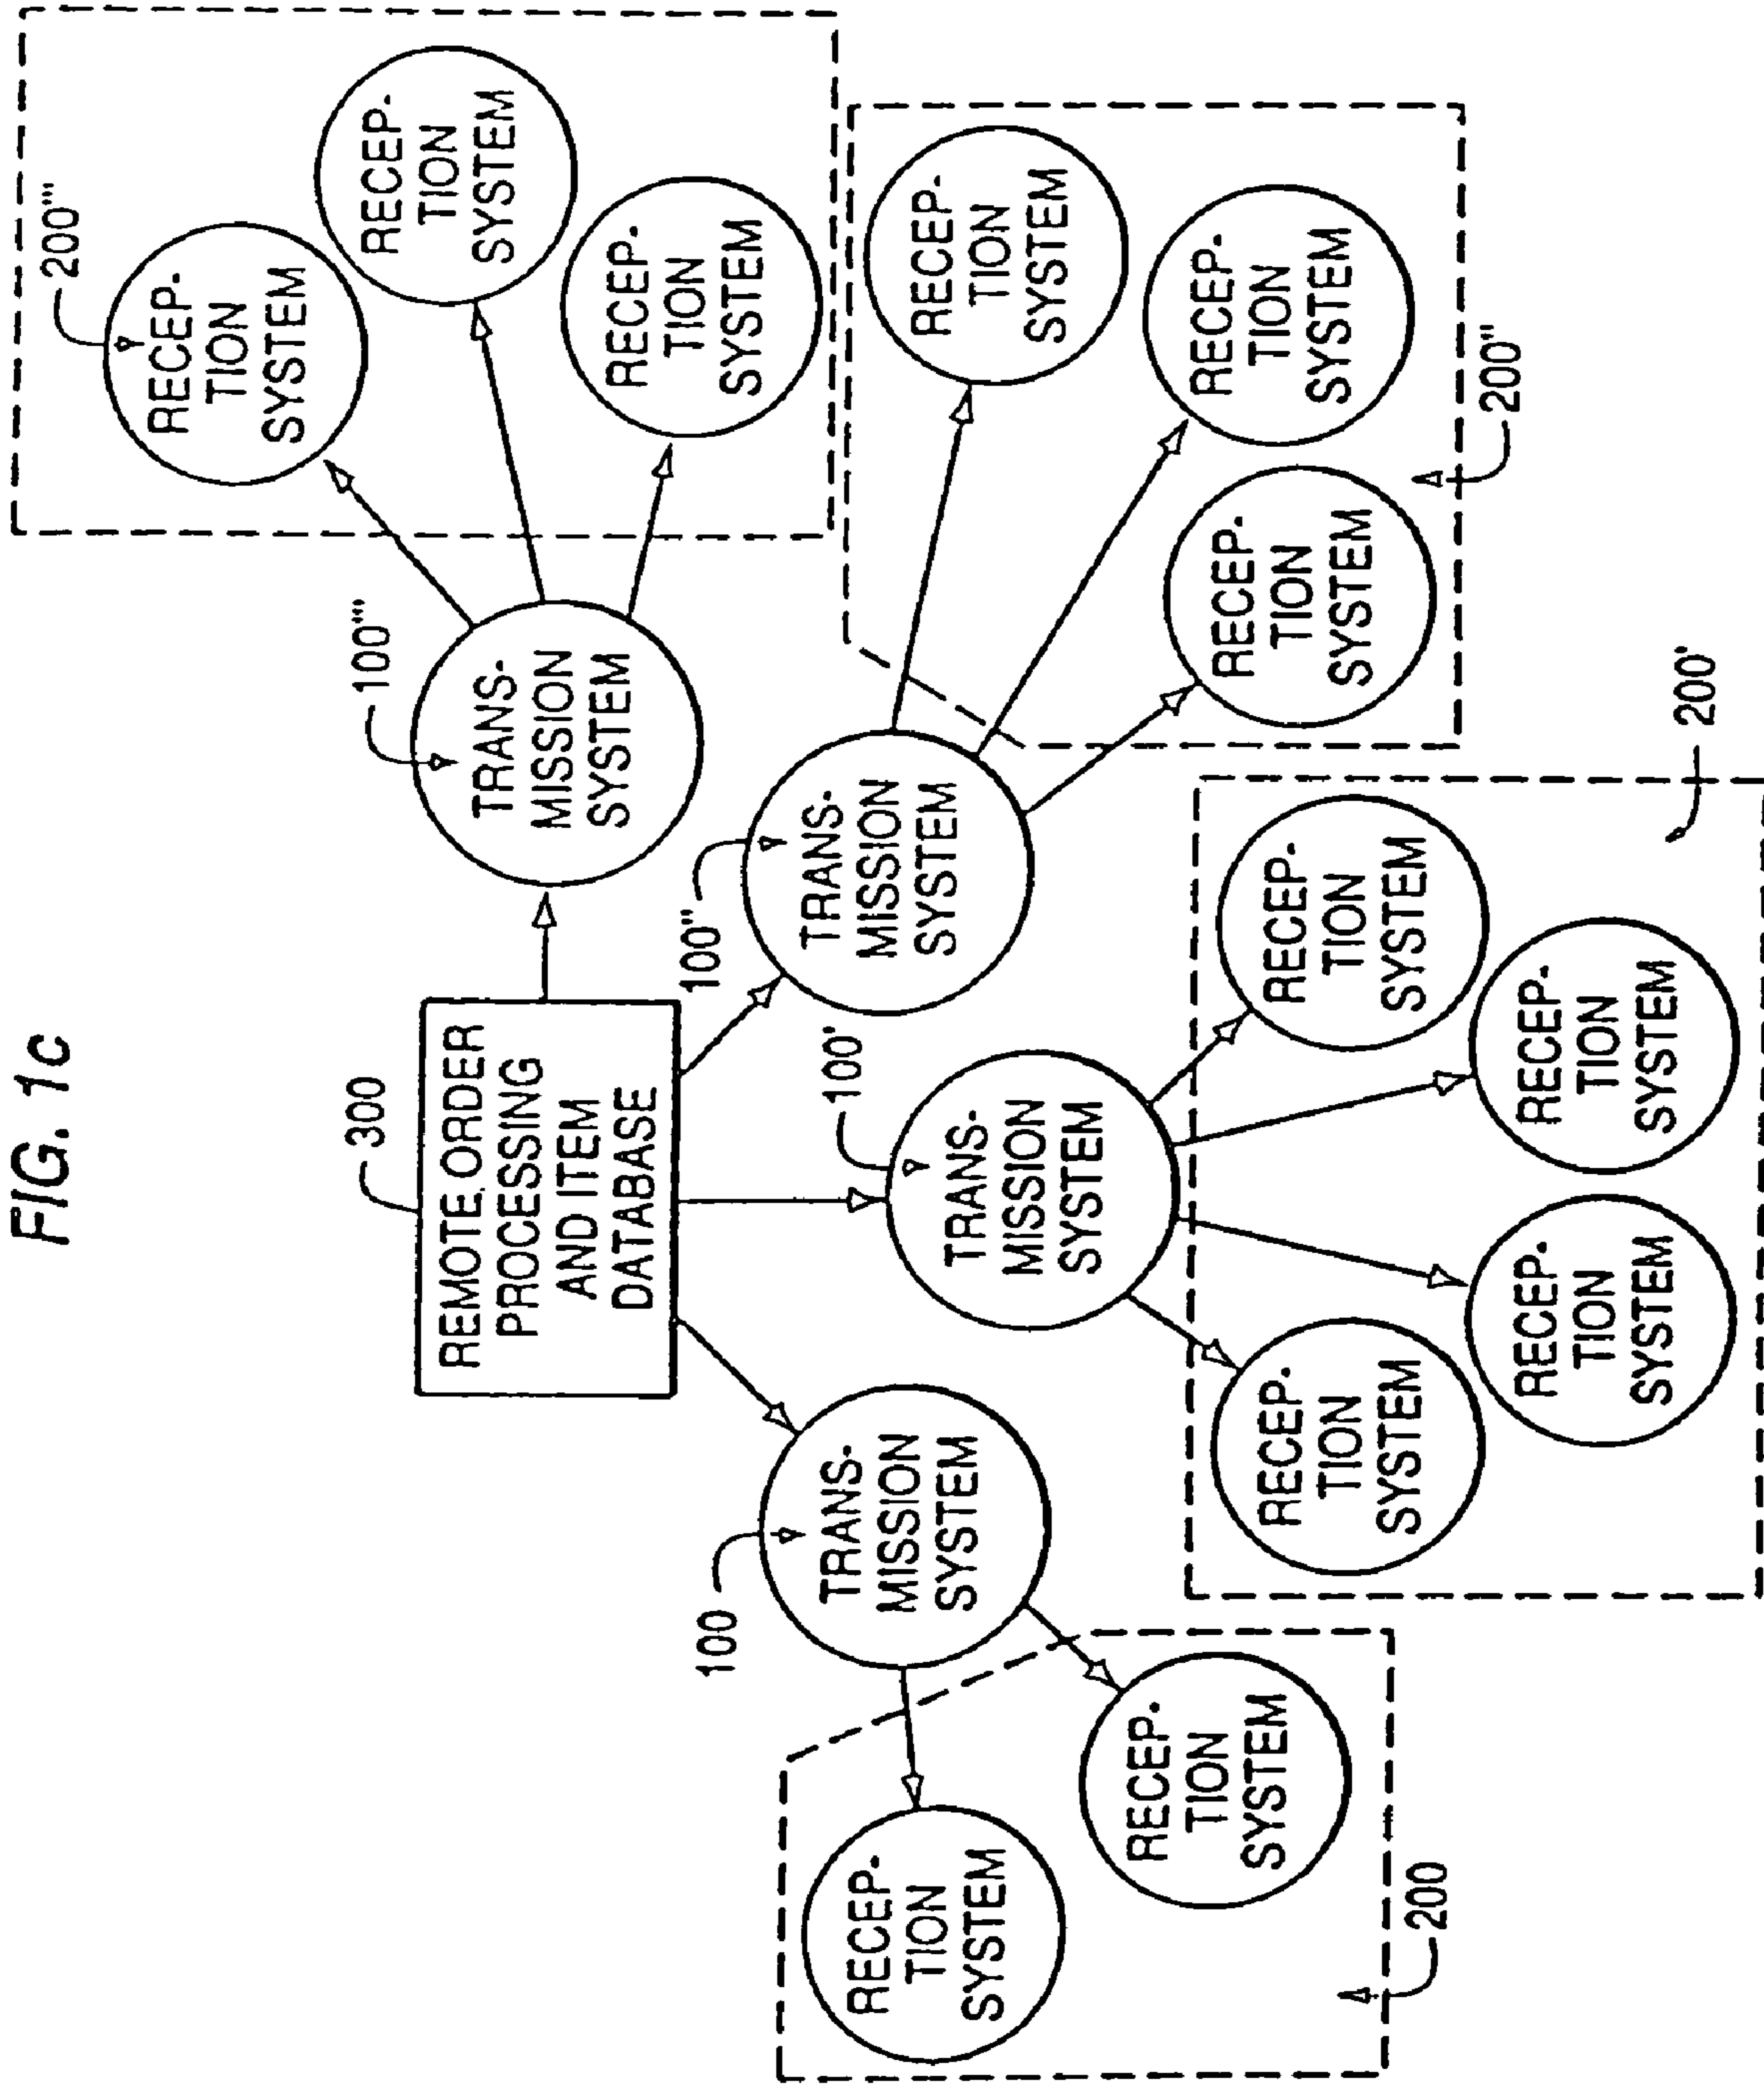 FIG. 1c
300
REMOTE ORDER
PROCESSING
AND ITEM
DATABASE
200"
RECEP-
TION
SYSTEM
RECEP-
TION
SYSTEM
RECEP-
TION
SYSTEM
100"'
TRANS-
MISSION
SYSTEM
100"
TRANS-
MISSION
SYSTEM
100'
TRANS-
MISSION
SYSTEM
100
TRANS-
MISSION
SYSTEM
RECEP-
TION
SYSTEM
RECEP-
TION
SYSTEM
200
RECEP-
TION
SYSTEM
RECEP-
TION
SYSTEM
RECEP-
TION
SYSTEM
RECEP-
TION
SYSTEM
200'
RECEP-
TION
SYSTEM
RECEP-
TION
SYSTEM
RECEP-
TION
SYSTEM
200"